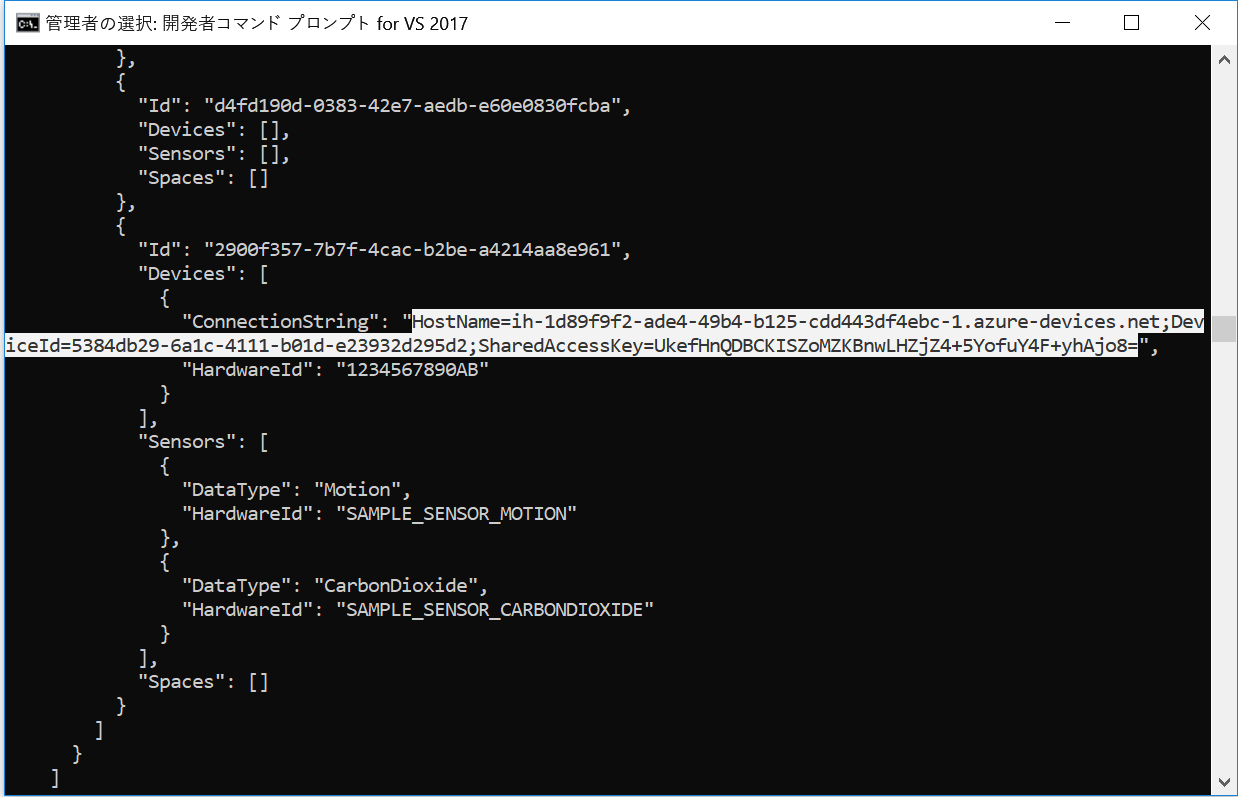 管理者の選択: 開発者コマンド プロンプト for VS 2017
},
{
"Id": "d4fd190d-0383-42e7-aedb-e60e0830fcba",
"Devices": [],
"Sensors": [],
"Spaces": []
},
{
"Id": "2900f357-7b7f-4cac-b2be-a4214aa8e961",
"Devices": [
{
"ConnectionString": "HostName=ih-1d89f9f2-ade4-49b4-b125-cdd443df4ebc-1.azure-devices.net;Dev
iceId=5384db29-6a1c-4111-b01d-e23932d295d2;SharedAccessKey=UkefHnQDBCKISZoMZKBnwLHZjZ4+5YofuY4F+yhAjo8=",
"HardwareId": "1234567890AB"
}
],
"Sensors": [
{
"DataType": "Motion",
"HardwareId": "SAMPLE_SENSOR_MOTION"
},
{
"DataType": "CarbonDioxide",
"HardwareId": "SAMPLE_SENSOR_CARBONDIOXIDE"
}
],
"Spaces": []
}
]
}
]